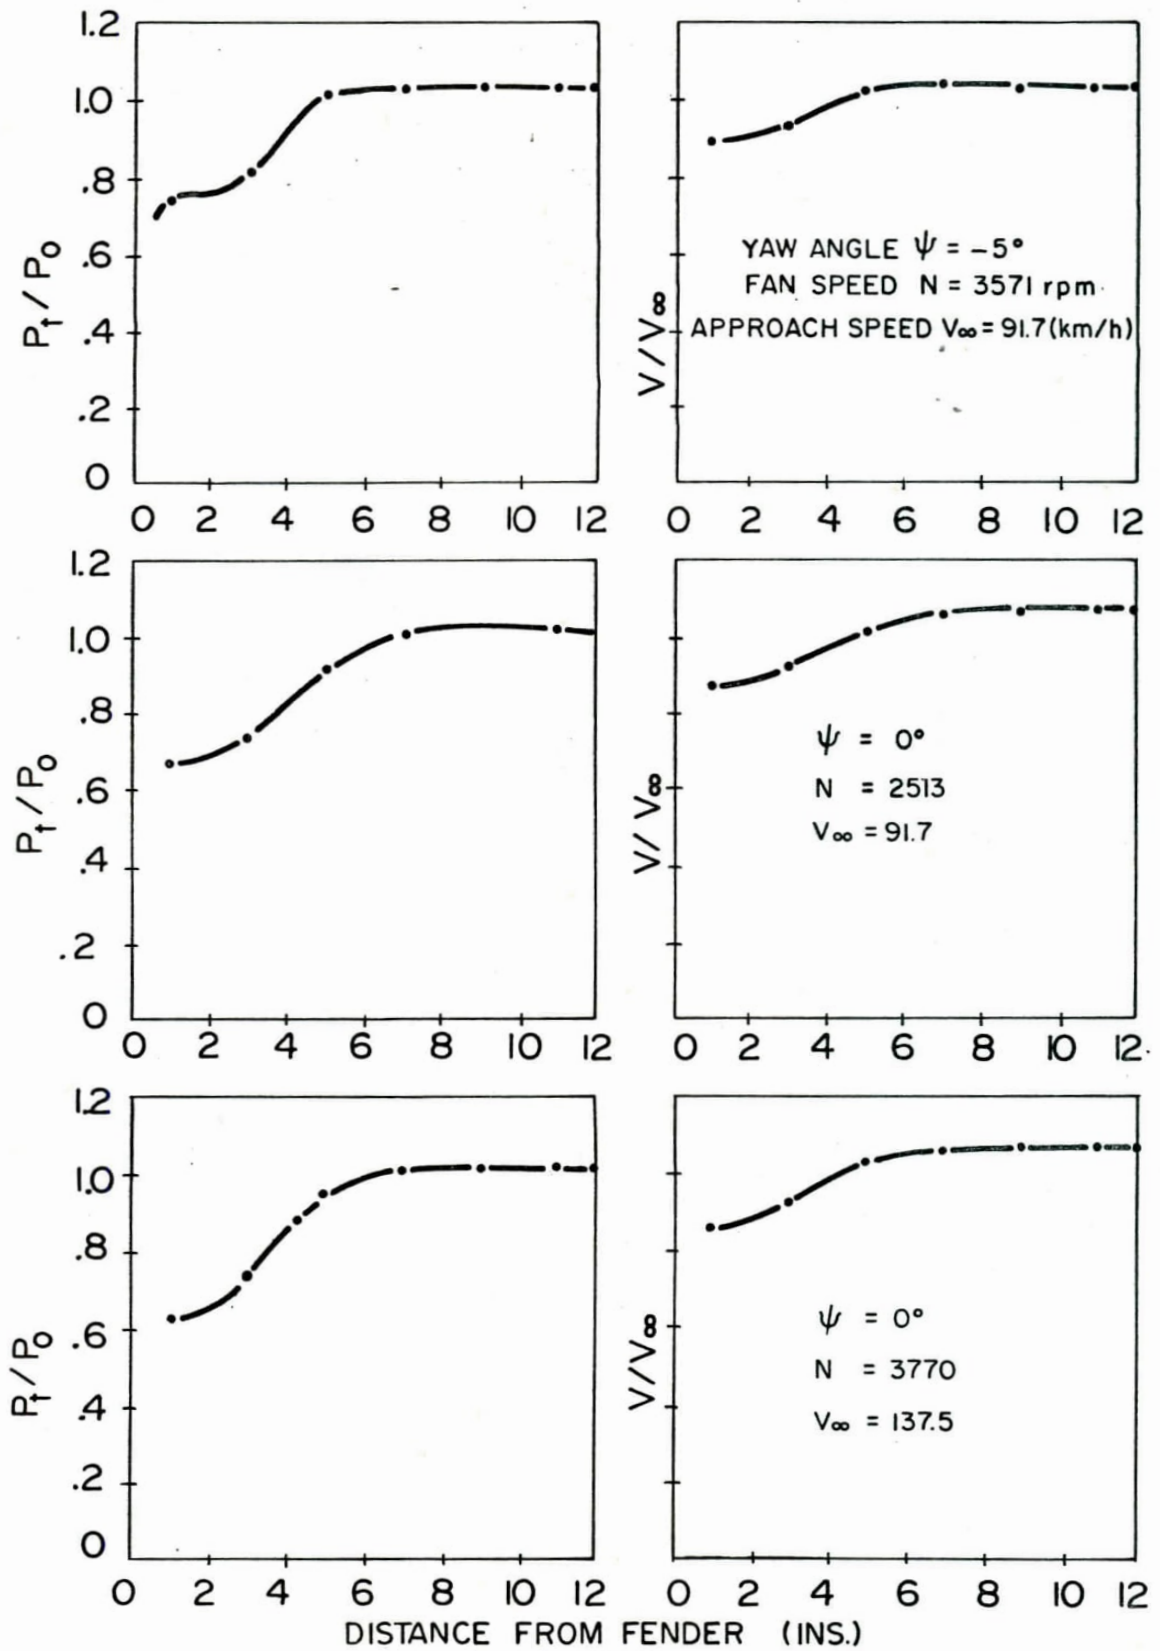 1.2
1.0
.8
.6
.4
.2
0
Pt/Po
0 2 4 6 8 10 12
V/V∞
YAW ANGLE ψ = -5°
FAN SPEED N = 3571 rpm
APPROACH SPEED V∞ = 91.7(km/h)
0 2 4 6 8 10 12
1.2
1.0
.8
.6
.4
.2
0
Pt/Po
0 2 4 6 8 10 12
V/V∞
ψ = 0°
N = 2513
V∞ = 91.7
0 2 4 6 8 10 12
1.2
1.0
.8
.6
.4
.2
0
Pt/Po
0 2 4 6 8 10 12
V/V∞
ψ = 0°
N = 3770
V∞ = 137.5
0 2 4 6 8 10 12
DISTANCE FROM FENDER (INS.)